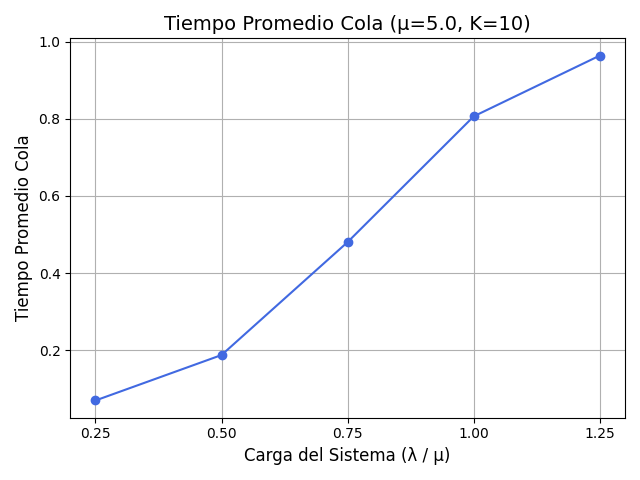 Tiempo Promedio Cola (μ=5.0, K=10)
Tiempo Promedio Cola
1.0
0.8
0.6
0.4
0.2
0.25 0.50 0.75 1.00 1.25
Carga del Sistema (λ / μ)